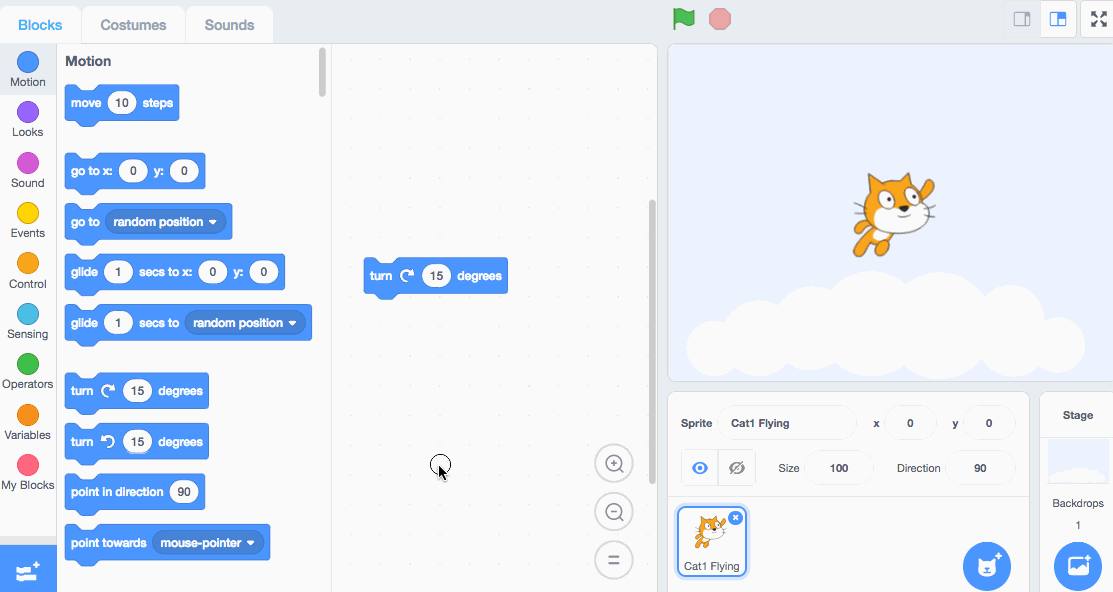 Blocks
Costumes
Sounds
Motion
Looks
Sound
Events
Control
Sensing
Operators
Variables
My Blocks
Motion
move 10 steps
go to x: 0 y: 0
go to random position
glide 1 secs to x: 0 y: 0
glide 1 secs to random position
turn 15 degrees
turn 15 degrees
point in direction 90
point towards mouse-pointer
turn 15 degrees
Sprite Cat1 Flying x 0 y 0
Size 100 Direction 90
Cat1 Flying
Stage
Backdrops
1